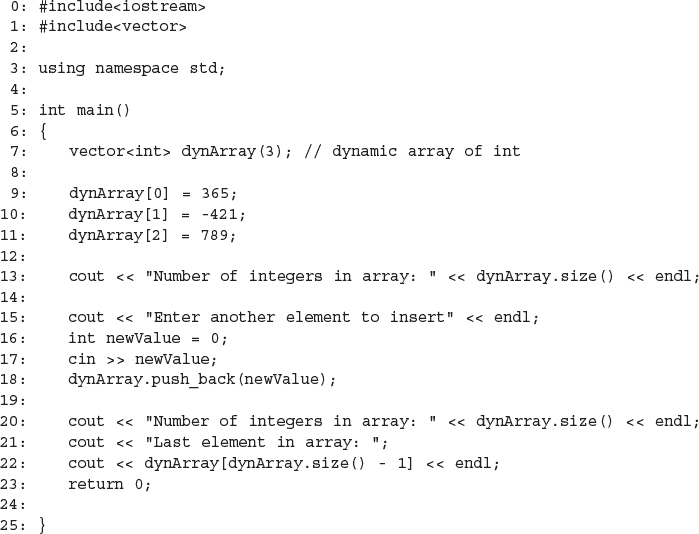 0: #include<iostream>
1: #include<vector>
2:
3: using namespace std;
4:
5: int main()
6: {
7:    vector<int> dynArray(3); // dynamic array of int
8:
9:    dynArray[0] = 365;
10:    dynArray[1] = -421;
11:    dynArray[2] = 789;
12:
13:    cout << "Number of integers in array: " << dynArray.size() << endl;
14:
15:    cout << "Enter another element to insert" << endl;
16:    int newValue = 0;
17:    cin >> newValue;
18:    dynArray.push_back(newValue);
19:
20:    cout << "Number of integers in array: " << dynArray.size() << endl;
21:    cout << "Last element in array: ";
22:    cout << dynArray[dynArray.size() - 1] << endl;
23:    return 0;
24:
25: }